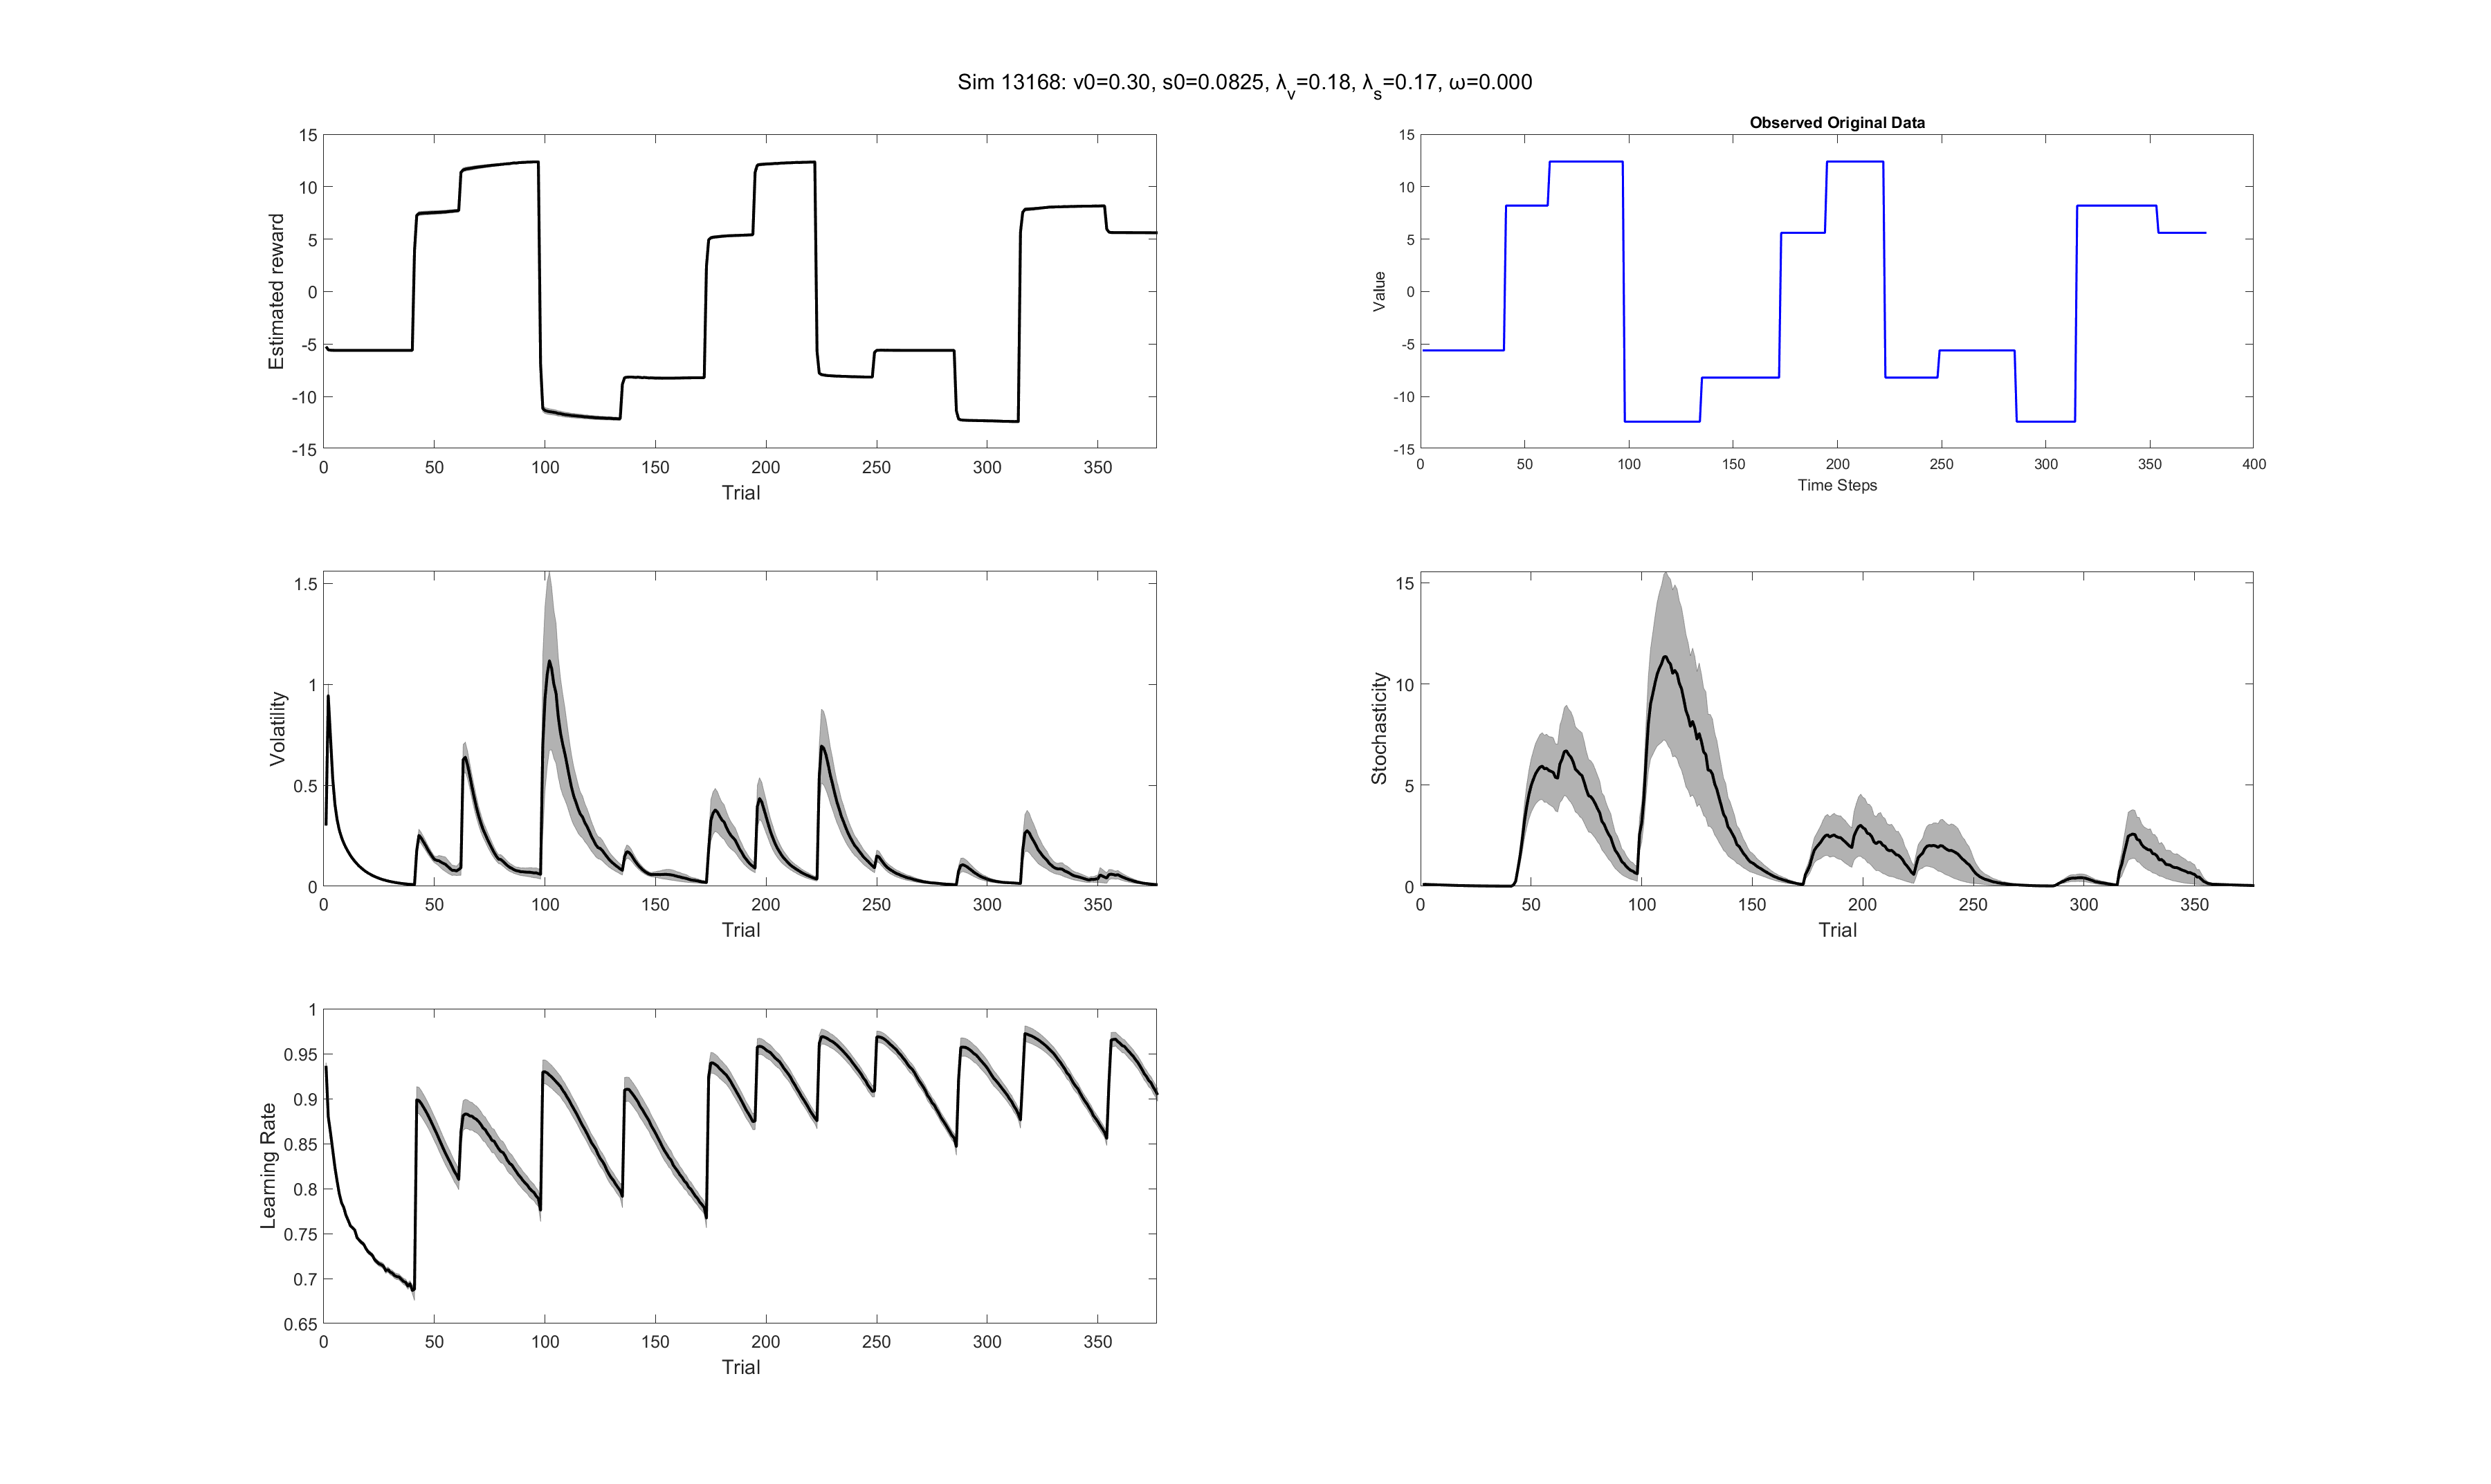 Sim 13168: v0=0.30, s0=0.0825, λv=0.18, λs=0.17, ω=0.000
15
10
5
0
-5
-10
-15
Estimated reward
0 50 100 150 200 250 300 350
Trial
Observed Original Data
15
10
5
0
-5
-10
-15
Value
0 50 100 150 200 250 300 350 400
Time Steps
1.5
1
0.5
0
Volatility
0 50 100 150 200 250 300 350
Trial
15
10
5
0
Stochasticity
0 50 100 150 200 250 300 350
Trial
1
0.95
0.9
0.85
0.8
0.75
0.7
0.65
Learning Rate
0 50 100 150 200 250 300 350
Trial